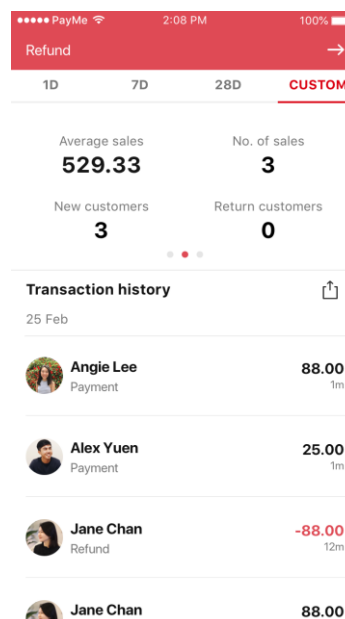 PayMe 2:08 PM 100%
Refund
1D 7D 28D CUSTOM
Average sales No. of sales
529.33 3
New customers Return customers
3 0
Transaction history
25 Feb
Angie Lee 88.00
Payment 1m
Alex Yuen 25.00
Payment 1m
Jane Chan -88.00
Refund 12m
Jane Chan 88.00